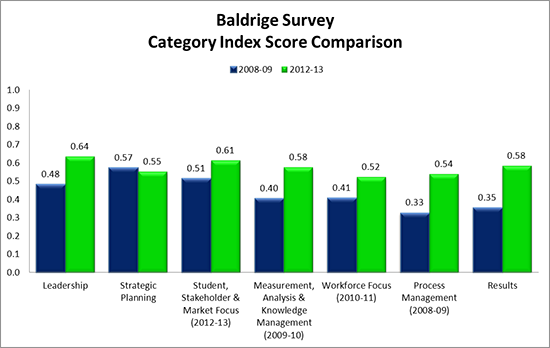 Baldrige Survey
Category Index Score Comparison
2008-09 2012-13
1.0
0.9
0.8
0.7
0.6
0.5
0.4
0.3
0.2
0.1
0.0
0.48 0.64
0.57 0.55
0.51 0.61
0.40 0.58
0.41 0.52
0.33 0.54
0.35 0.58
Leadership
Strategic
Planning
Student,
Stakeholder &
Market Focus
(2012-13)
Measurement,
Analysis &
Knowledge
Management
(2009-10)
Workforce Focus
(2010-11)
Process
Management
(2008-09)
Results